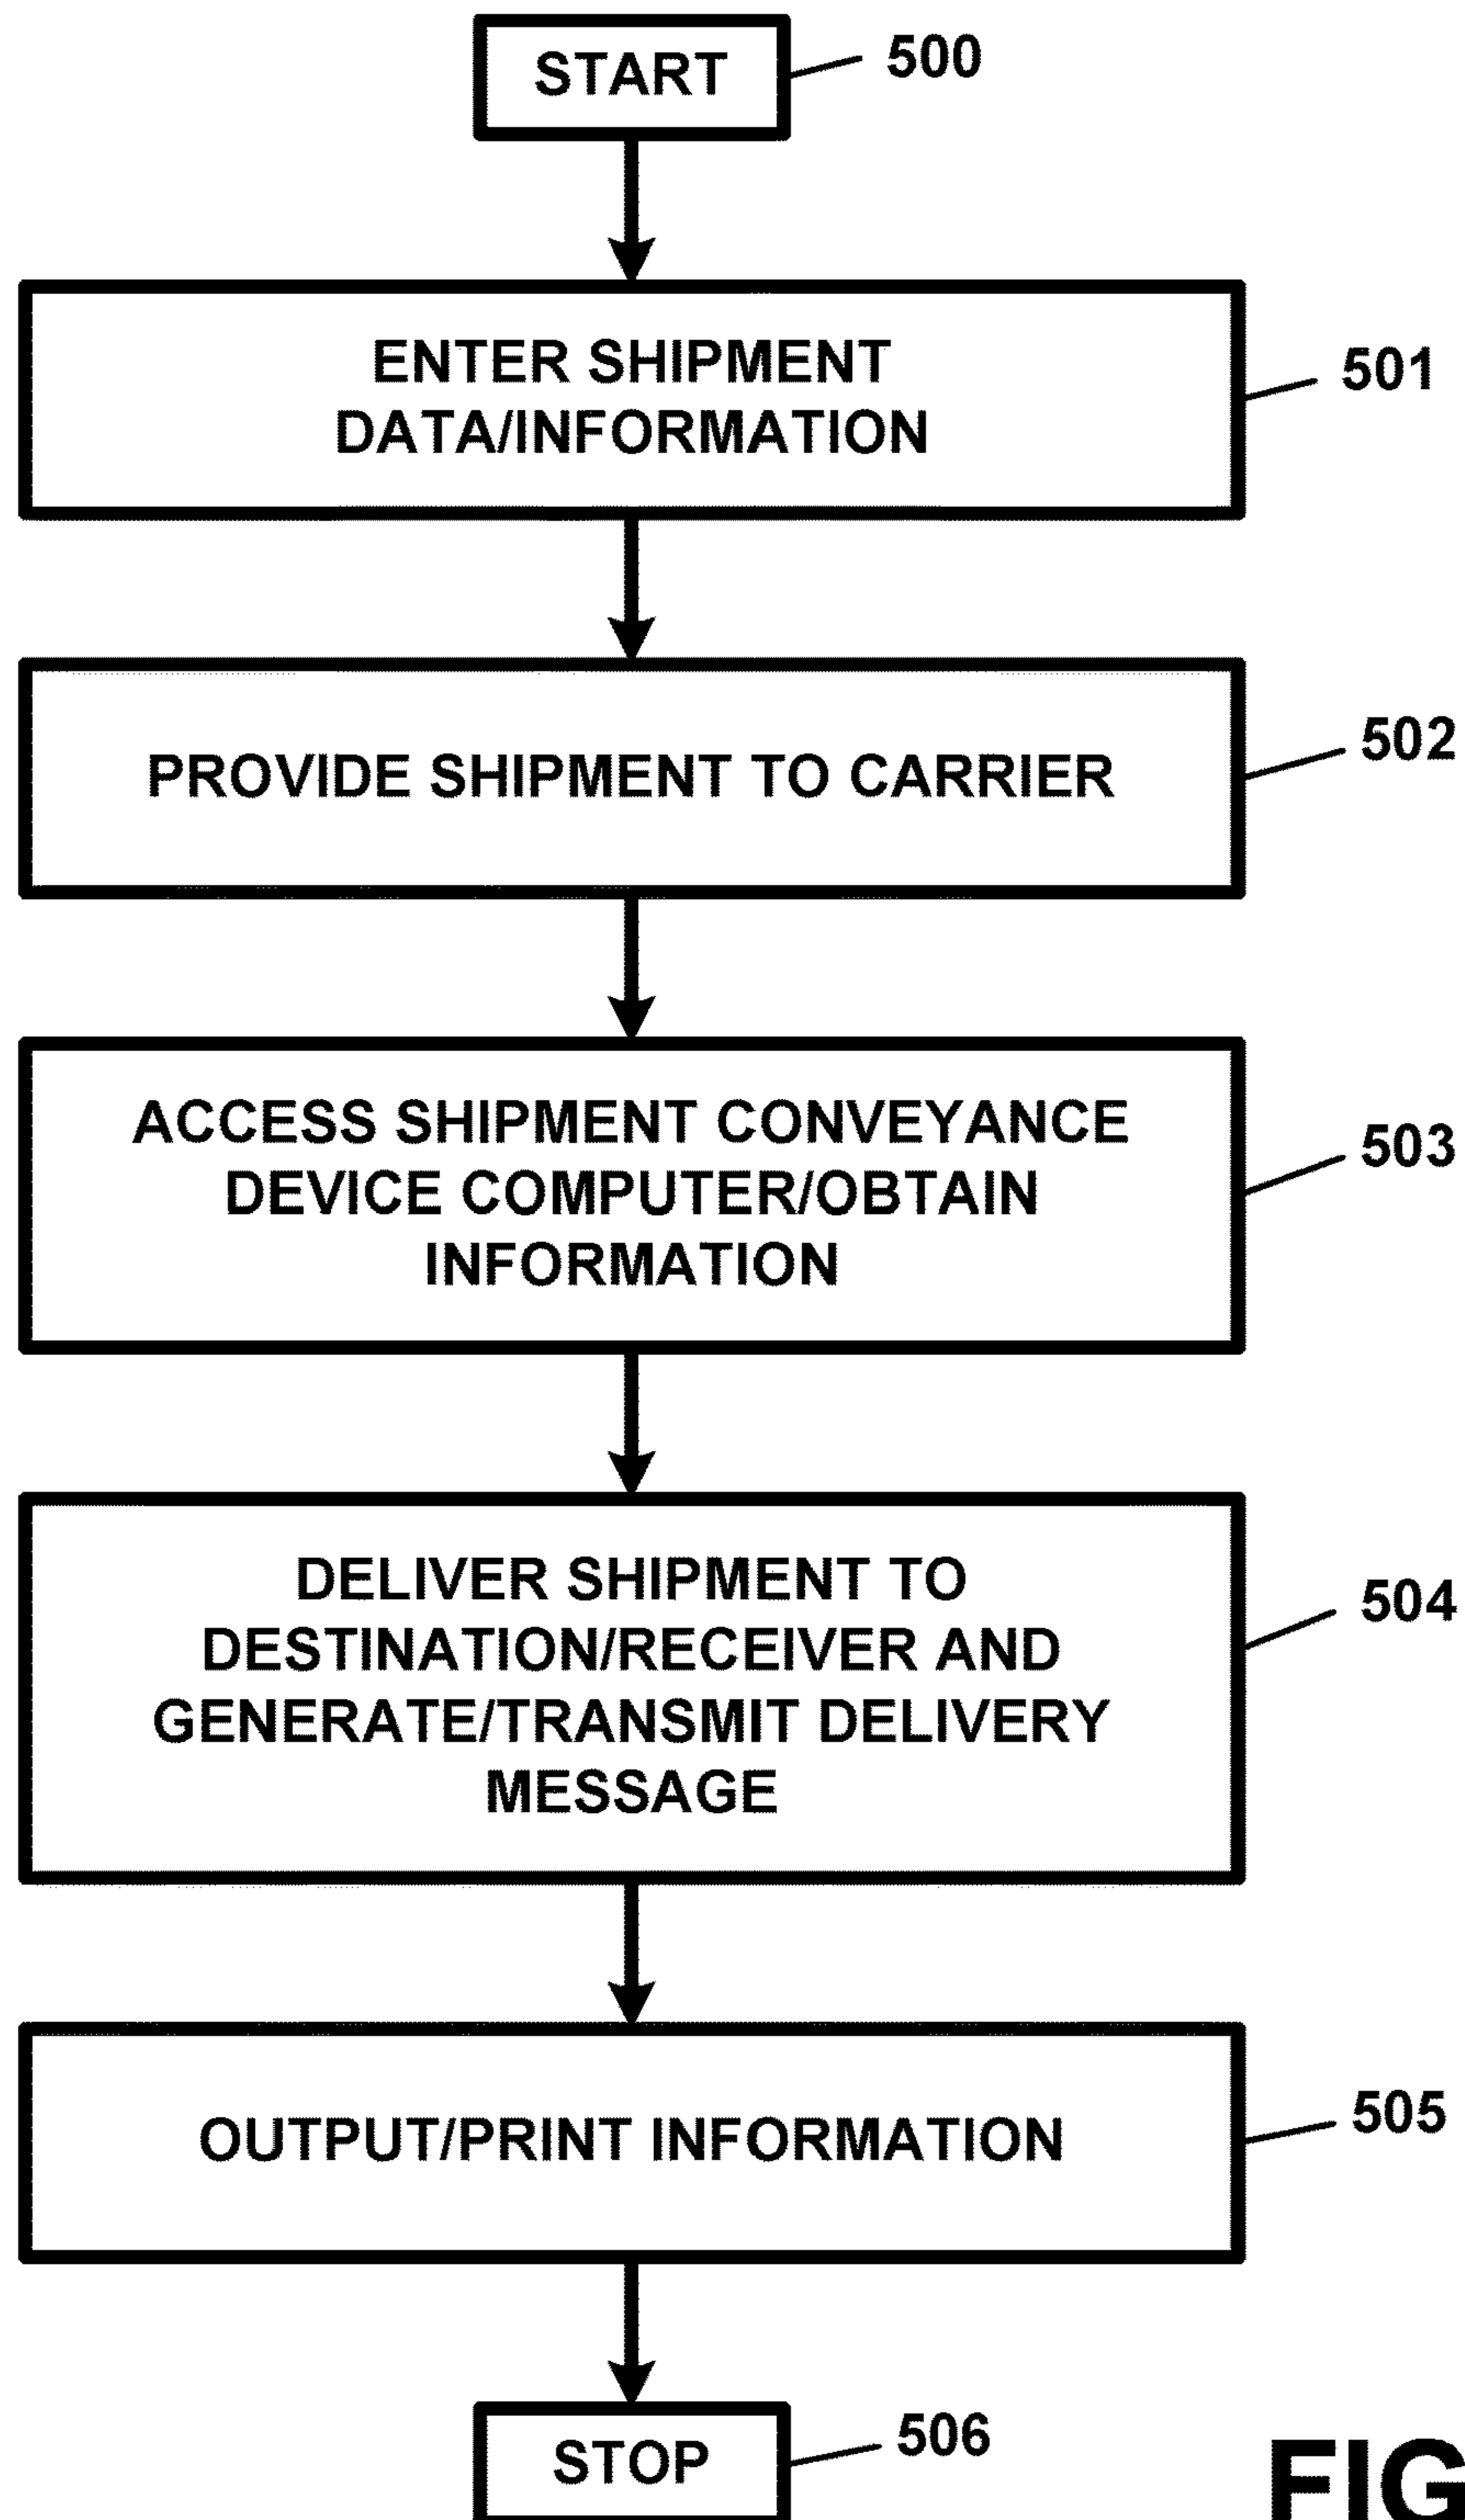 START
500
ENTER SHIPMENT
DATA/INFORMATION
501
PROVIDE SHIPMENT TO CARRIER
502
ACCESS SHIPMENT CONVEYANCE
DEVICE COMPUTER/OBTAIN
INFORMATION
503
DELIVER SHIPMENT TO
DESTINATION/RECEIVER AND
GENERATE/TRANSMIT DELIVERY
MESSAGE
504
OUTPUT/PRINT INFORMATION
505
STOP
506
FIG